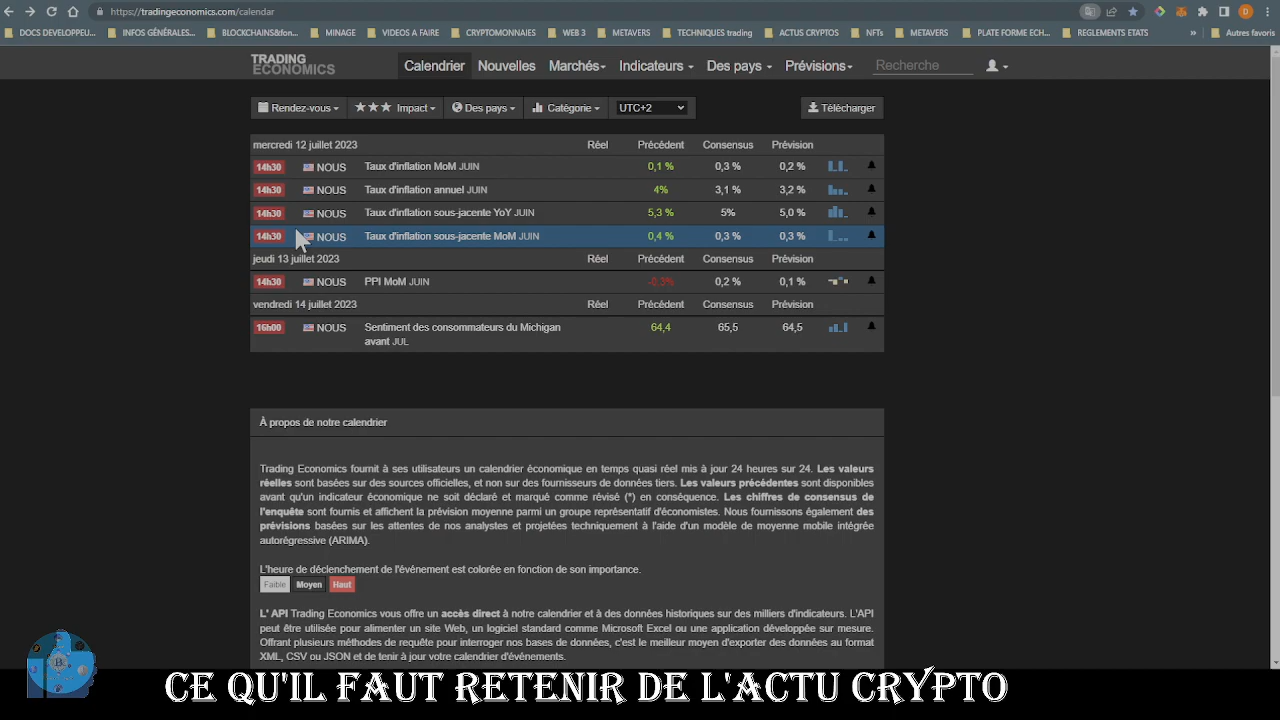 https://tradingeconomics.com/calendar
DOCS DEVELOPPEU... INFOS GÉNÉRALES... BLOCKCHAINS&fon... MINAGE VIDEOS A FAIRE CRYPTOMONNAIES WEB 3 METAVERS TECHNIQUES trading ACTUS CRYPTOS NFTs METAVERS PLATE FORME ECH... REGLEMENTS ETATS » Autres favoris
TRADING
ECONOMICS
Calendrier Nouvelles Marchés Indicateurs Des pays Prévisions Recherche
Rendez-vous Impact Des pays Catégorie UTC+2 Télécharger
mercredi 12 juillet 2023 Réel Précédent Consensus Prévision
14h30 NOUS Taux d'inflation MoM JUIN 0,1 % 0,3 % 0,2 %
14h30 NOUS Taux d'inflation annuel JUIN 4% 3,1 % 3,2 %
14h30 NOUS Taux d'inflation sous-jacente YoY JUIN 5,3 % 5% 5,0 %
14h30 NOUS Taux d'inflation sous-jacente MoM JUIN 0,4 % 0,3 % 0,3 %
jeudi 13 juillet 2023 Réel Précédent Consensus Prévision
14h30 NOUS PPI MoM JUIN -0.3% 0,2 % 0,1 %
vendredi 14 juillet 2023 Réel Précédent Consensus Prévision
16h00 NOUS Sentiment des consommateurs du Michigan 64,4 65,5 64,5
avant JUL
À propos de notre calendrier
Trading Economics fournit à ses utilisateurs un calendrier économique en temps quasi réel mis à jour 24 heures sur 24. Les valeurs
réelles sont basées sur des sources officielles, et non sur des fournisseurs de données tiers. Les valeurs précédentes sont disponibles
avant qu'un indicateur économique ne soit déclaré et marqué comme révisé (*) en conséquence. Les chiffres de consensus de
l'enquête sont fournis et affichent la prévision moyenne parmi un groupe représentatif d'économistes. Nous fournissons également des
prévisions basées sur les attentes de nos analystes et projetées techniquement à l'aide d'un modèle de moyenne mobile intégrée
autorégressive (ARIMA).
L'heure de déclenchement de l'événement est colorée en fonction de son importance.
Faible Moyen Haut
L' API Trading Economics vous offre un accès direct à notre calendrier et à des données historiques sur des milliers d'indicateurs. L'API
peut être utilisée pour alimenter un site Web, un logiciel standard comme Microsoft Excel ou une application développée sur mesure.
Offrant plusieurs méthodes de requête pour interroger nos bases de données, c'est le meilleur moyen d'exporter des données au format
XML, CSV ou JSON et de tenir à jour votre calendrier d'événements.
CE QU'IL FAUT RETENIR DE L'ACTU CRYPTO